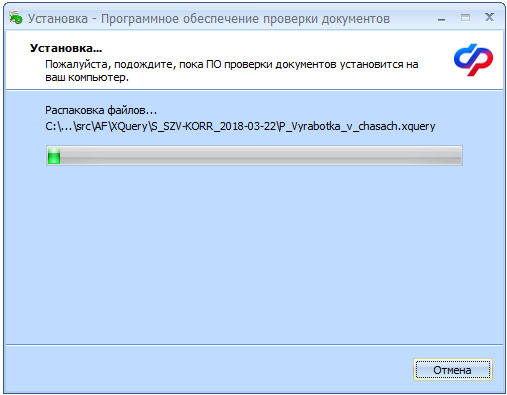 Установка - Программное обеспечение проверки документов
Установка...
Пожалуйста, подождите, пока ПО проверки документов установится на
ваш компьютер.
Распаковка файлов...
C:\...\src\AF\XQuery\S_SZV-KORR_2018-03-22\P_Vyrabotka_v_chasach.xquery
Отмена